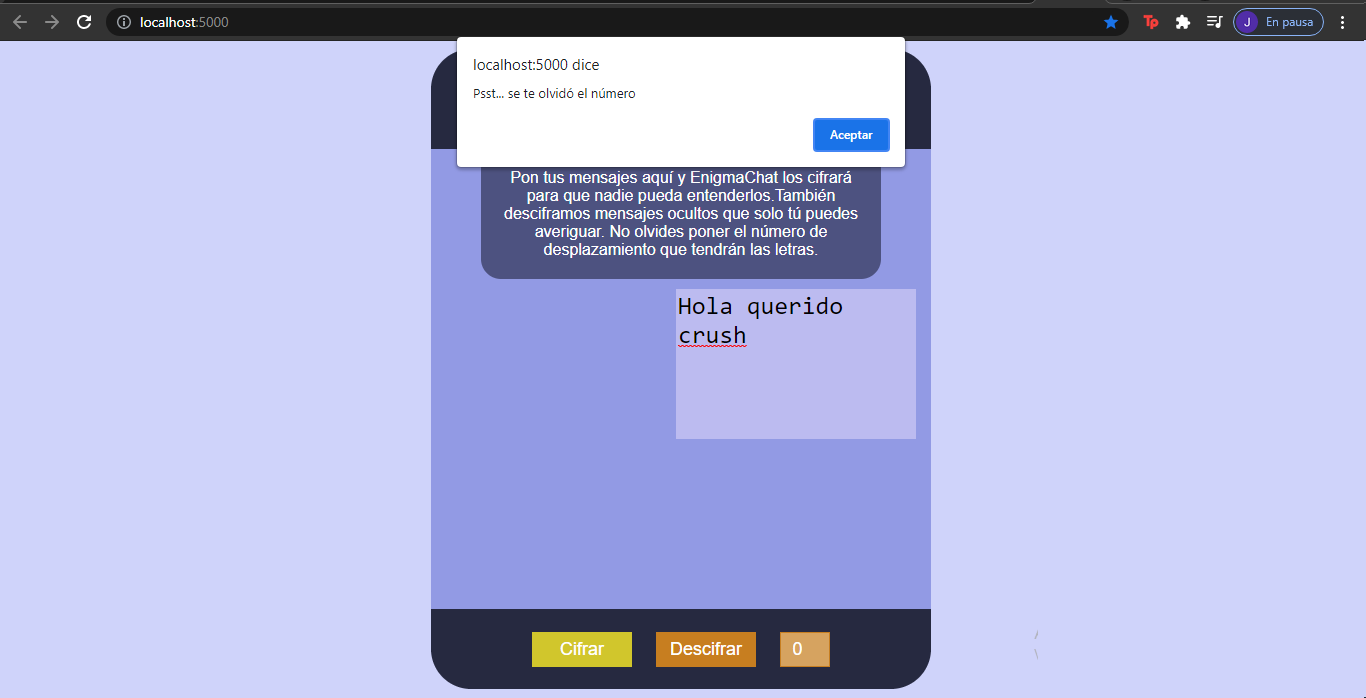 localhost:5000
Tp
J En pausa
localhost:5000 dice
Psst... se te olvidó el número
Aceptar
Pon tus mensajes aquí y EnigmaChat los cifrará
para que nadie pueda entenderlos.También
desciframos mensajes ocultos que solo tú puedes
averiguar. No olvides poner el número de
desplazamiento que tendrán las letras.
Hola querido
crush
Cifrar Descifrar 0